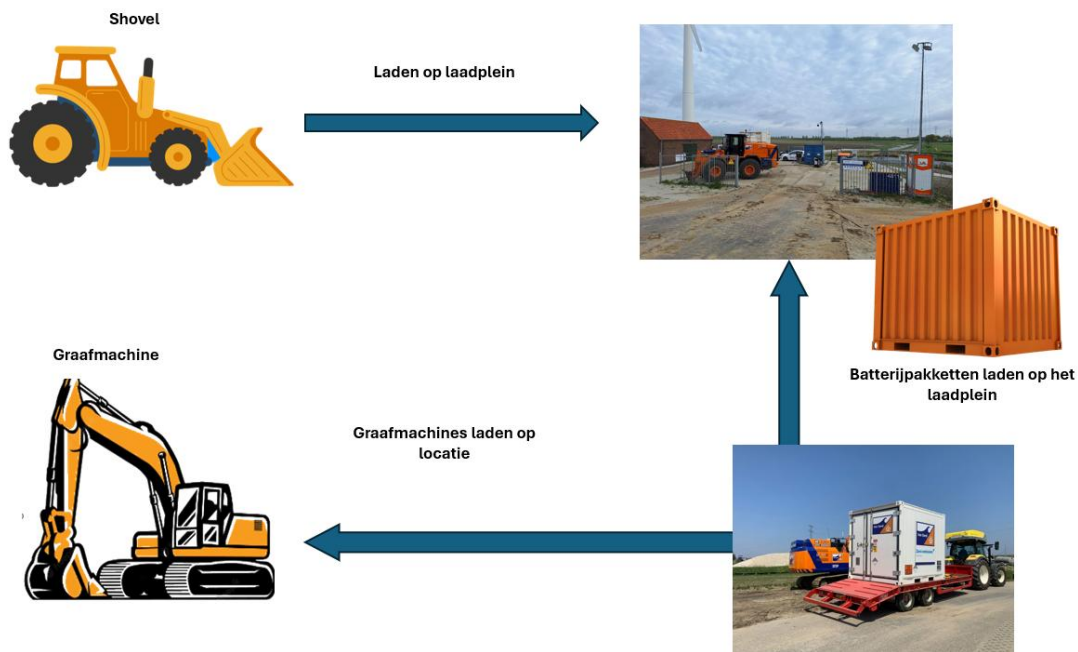 Shovel
Laden op laadplein
Batterijpakketten laden op het
laadplein
Graafmachine
Graafmachines laden op
locatie